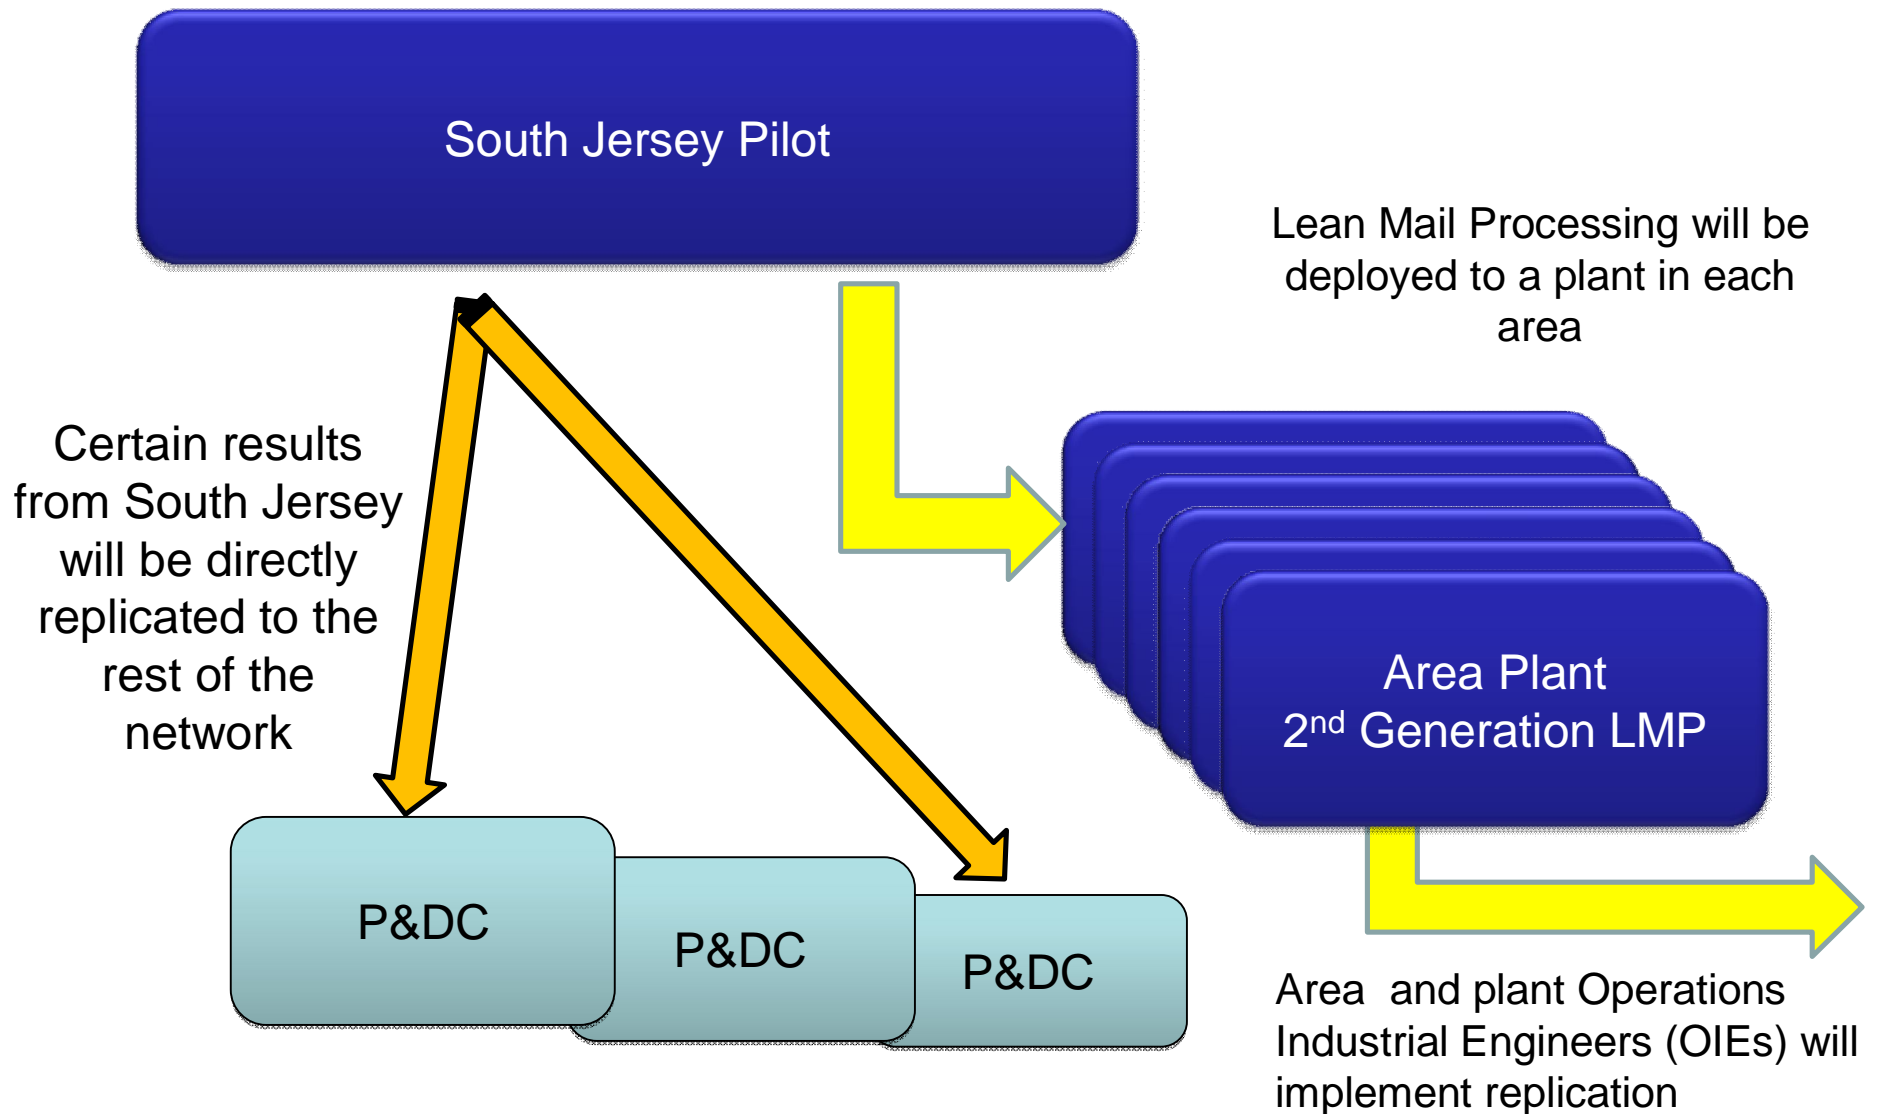 South Jersey Pilot
Lean Mail Processing will be
deployed to a plant in each
area
Certain results
from South Jersey
will be directly
replicated to the
rest of the
network
Area Plant
2nd Generation LMP
P&DC
P&DC
P&DC
Area and plant Operations
Industrial Engineers (OIEs) will
implement replication